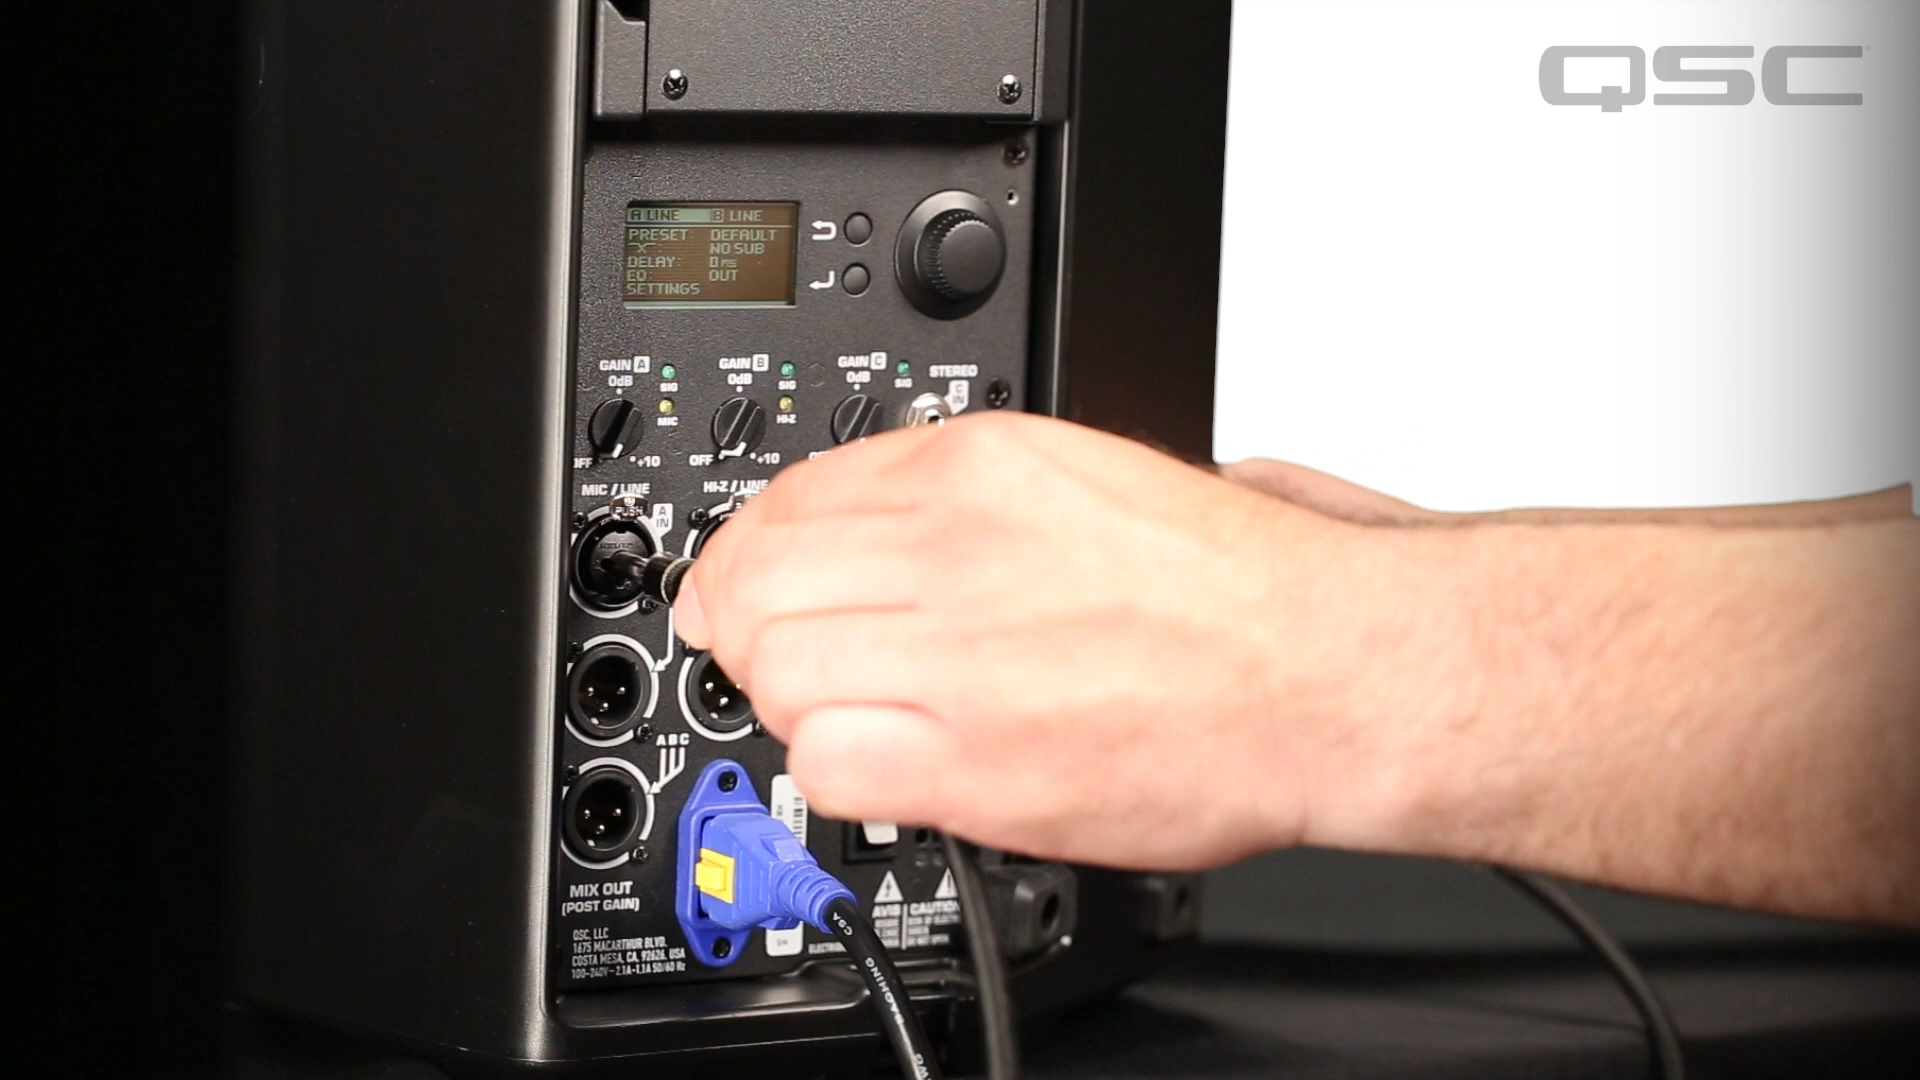 QSC
A LINE B LINE
PRESET: DEFAULT
NO SUB
DELAY: 0 ms
EQ: OUT
SETTINGS
GAIN A GAIN B GAIN C STEREO
0dB SIG 0dB SIG 0dB SIG C IN
MIC HI-Z
OFF +10 OFF +10
MIC / LINE HI-Z / LINE
PUSH A IN
A B C
MIX OUT
(POST GAIN)
QSC, LLC
1675 MACARTHUR BLVD.
COSTA MESA, CA, 92626, USA
100-240V~2.1A-1.1A 50/60 Hz
AVIS CAUTION
CSA